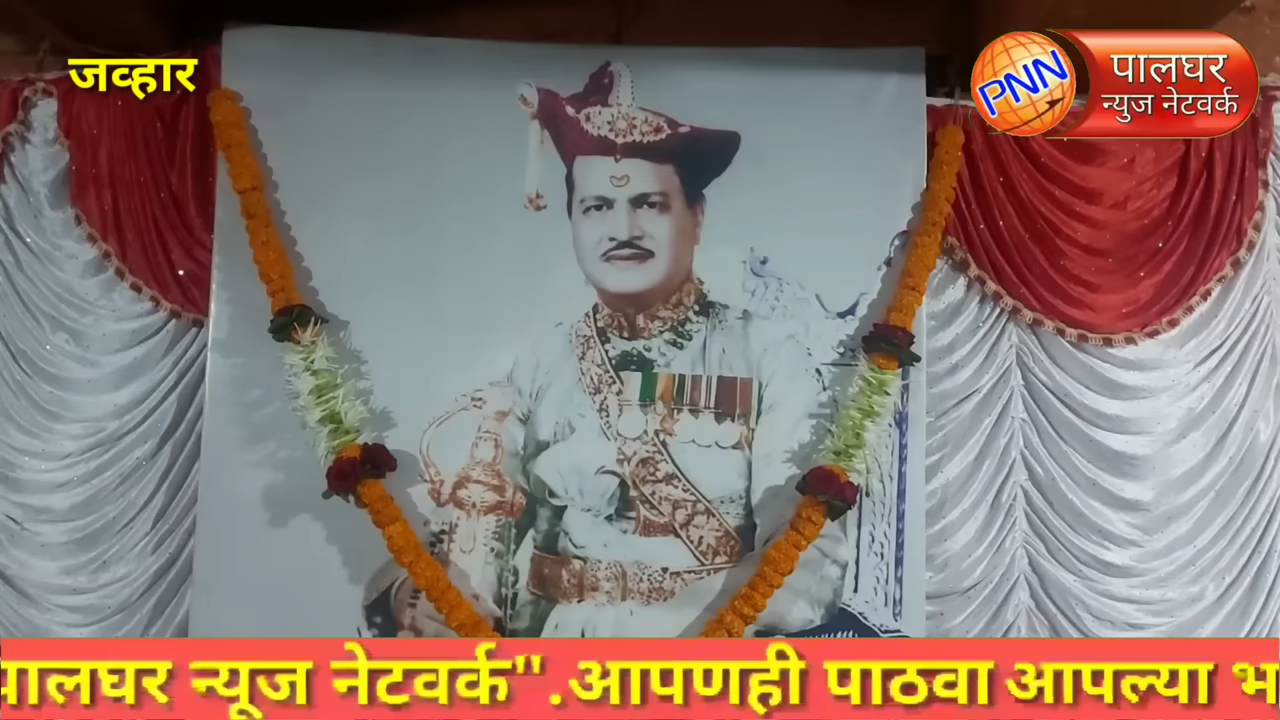 जव्हार
PNN
पालघर
न्युज नेटवर्क
पालघर न्यूज नेटवर्क".आपणही पाठवा आपल्या भ